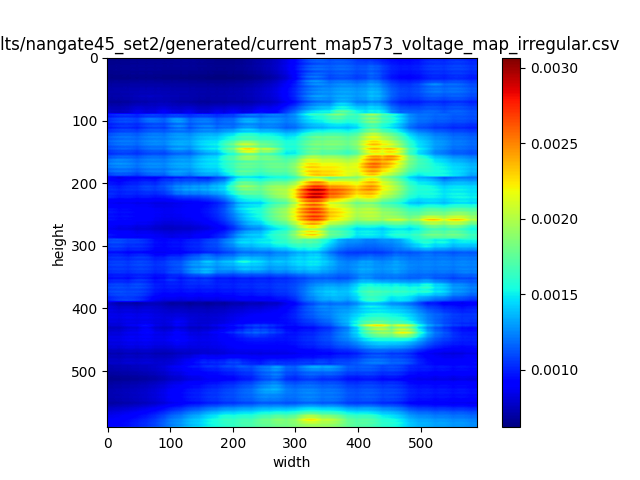 lts/nangate45_set2/generated/current_map573_voltage_map_irregular.csv
0
100
200
300
400
500
height
0 100 200 300 400 500
width
0.0030
0.0025
0.0020
0.0015
0.0010